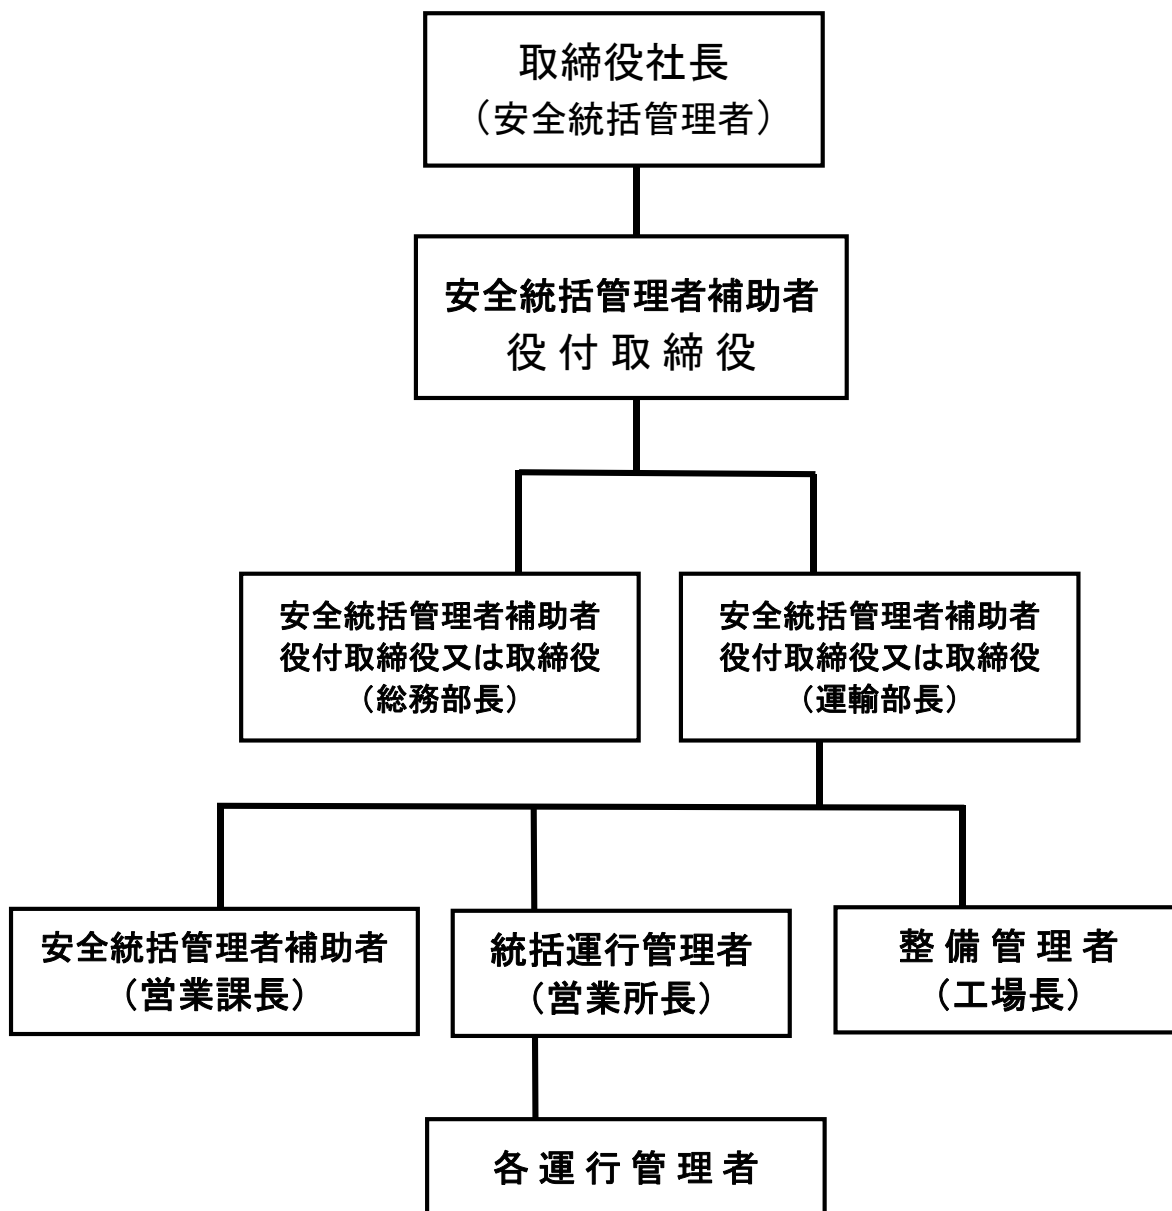 取締役社長
（安全統括管理者）
安全統括管理者補助者
役付取締役
安全統括管理者補助者
役付取締役又は取締役
（総務部長）
安全統括管理者補助者
役付取締役又は取締役
（運輸部長）
安全統括管理者補助者
（営業課長）
統括運行管理者
（営業所長）
整備管理者
（工場長）
各運行管理者